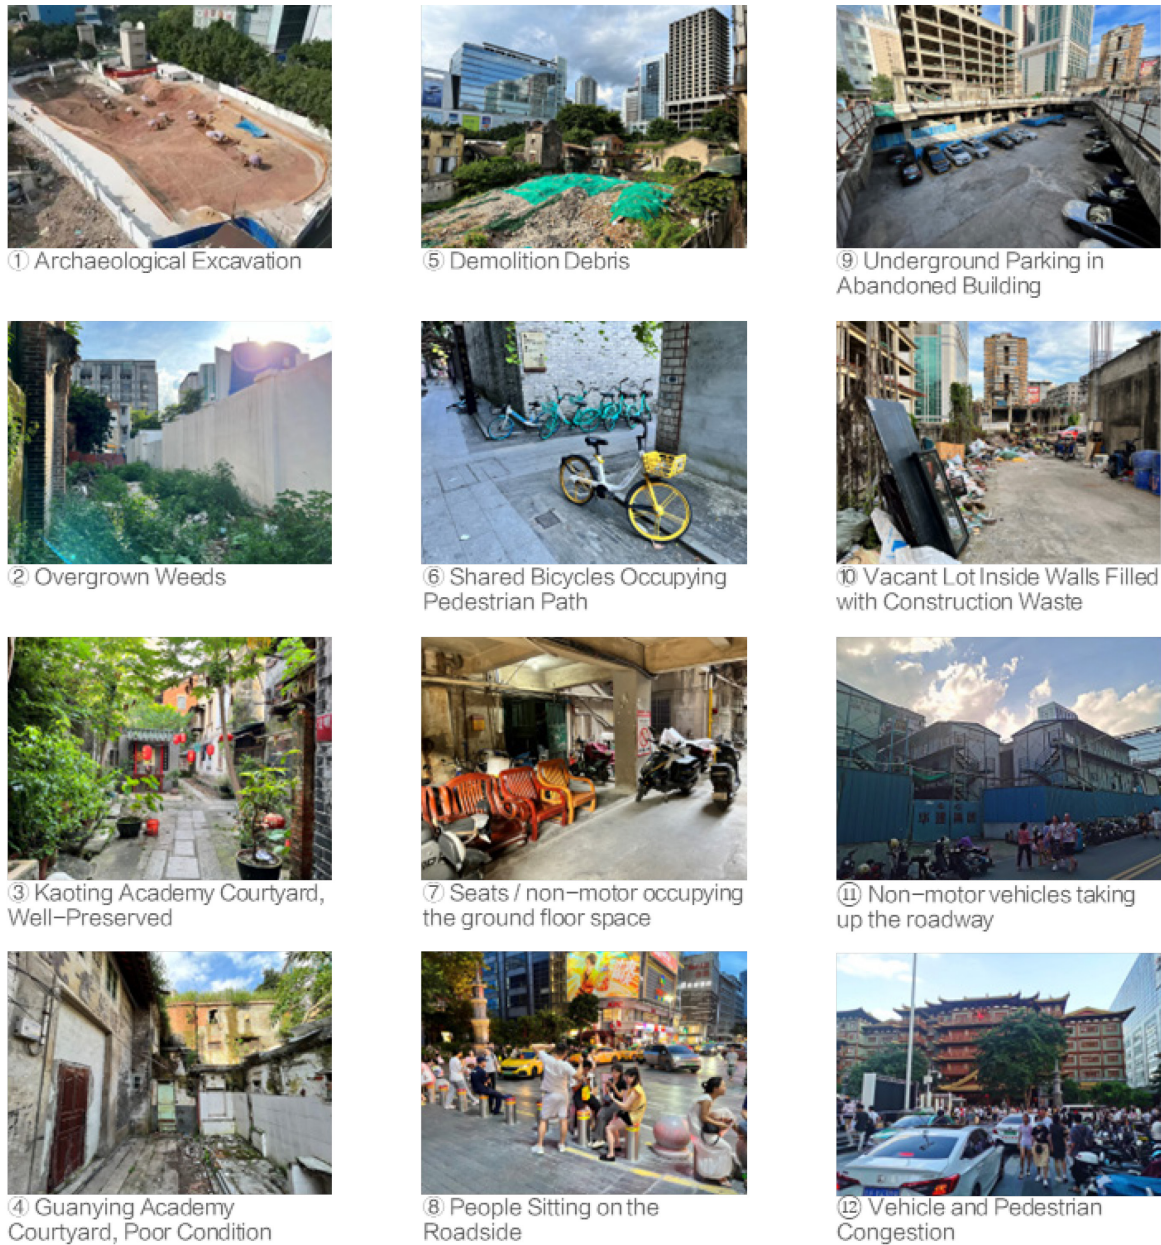 ① Archaeological Excavation
⑤ Demolition Debris
⑨ Underground Parking in
Abandoned Building
② Overgrown Weeds
⑥ Shared Bicycles Occupying
Pedestrian Path
⑩ Vacant Lot Inside Walls Filled
with Construction Waste
③ Kaoting Academy Courtyard,
Well-Preserved
⑦ Seats / non-motor occupying
the ground floor space
⑪ Non-motor vehicles taking
up the roadway
④ Guanying Academy
Courtyard, Poor Condition
⑧ People Sitting on the
Roadside
⑫ Vehicle and Pedestrian
Congestion